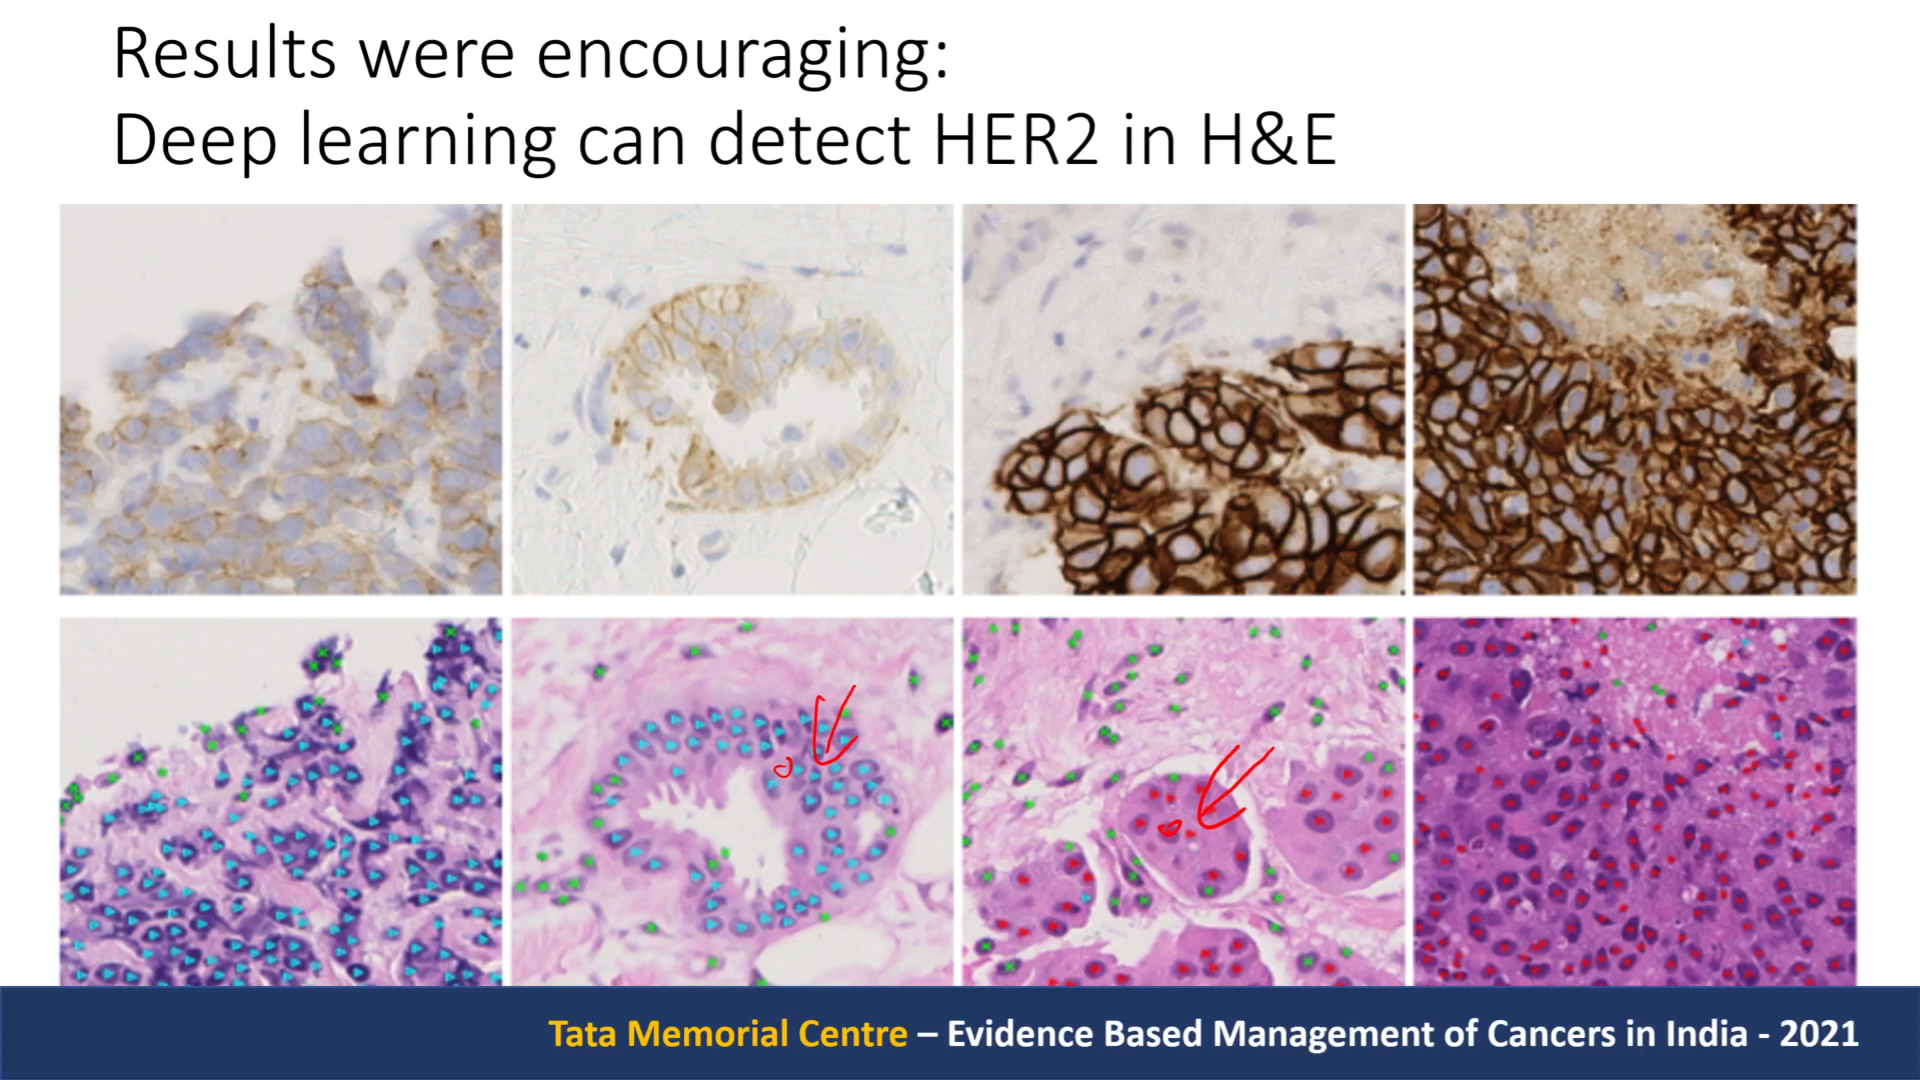 Results were encouraging:
Deep learning can detect HER2 in H&E
Tata Memorial Centre – Evidence Based Management of Cancers in India - 2021